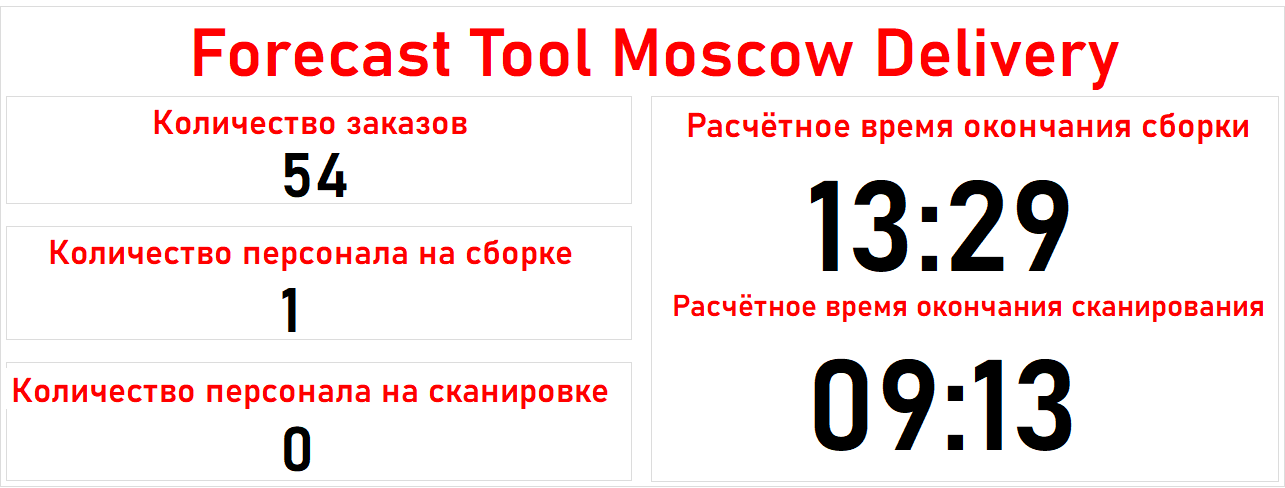 Forecast Tool Moscow Delivery
Количество заказов
54
Количество персонала на сборке
1
Количество персонала на сканировке
0
Расчётное время окончания сборки
13:29
Расчётное время окончания сканирования
09:13